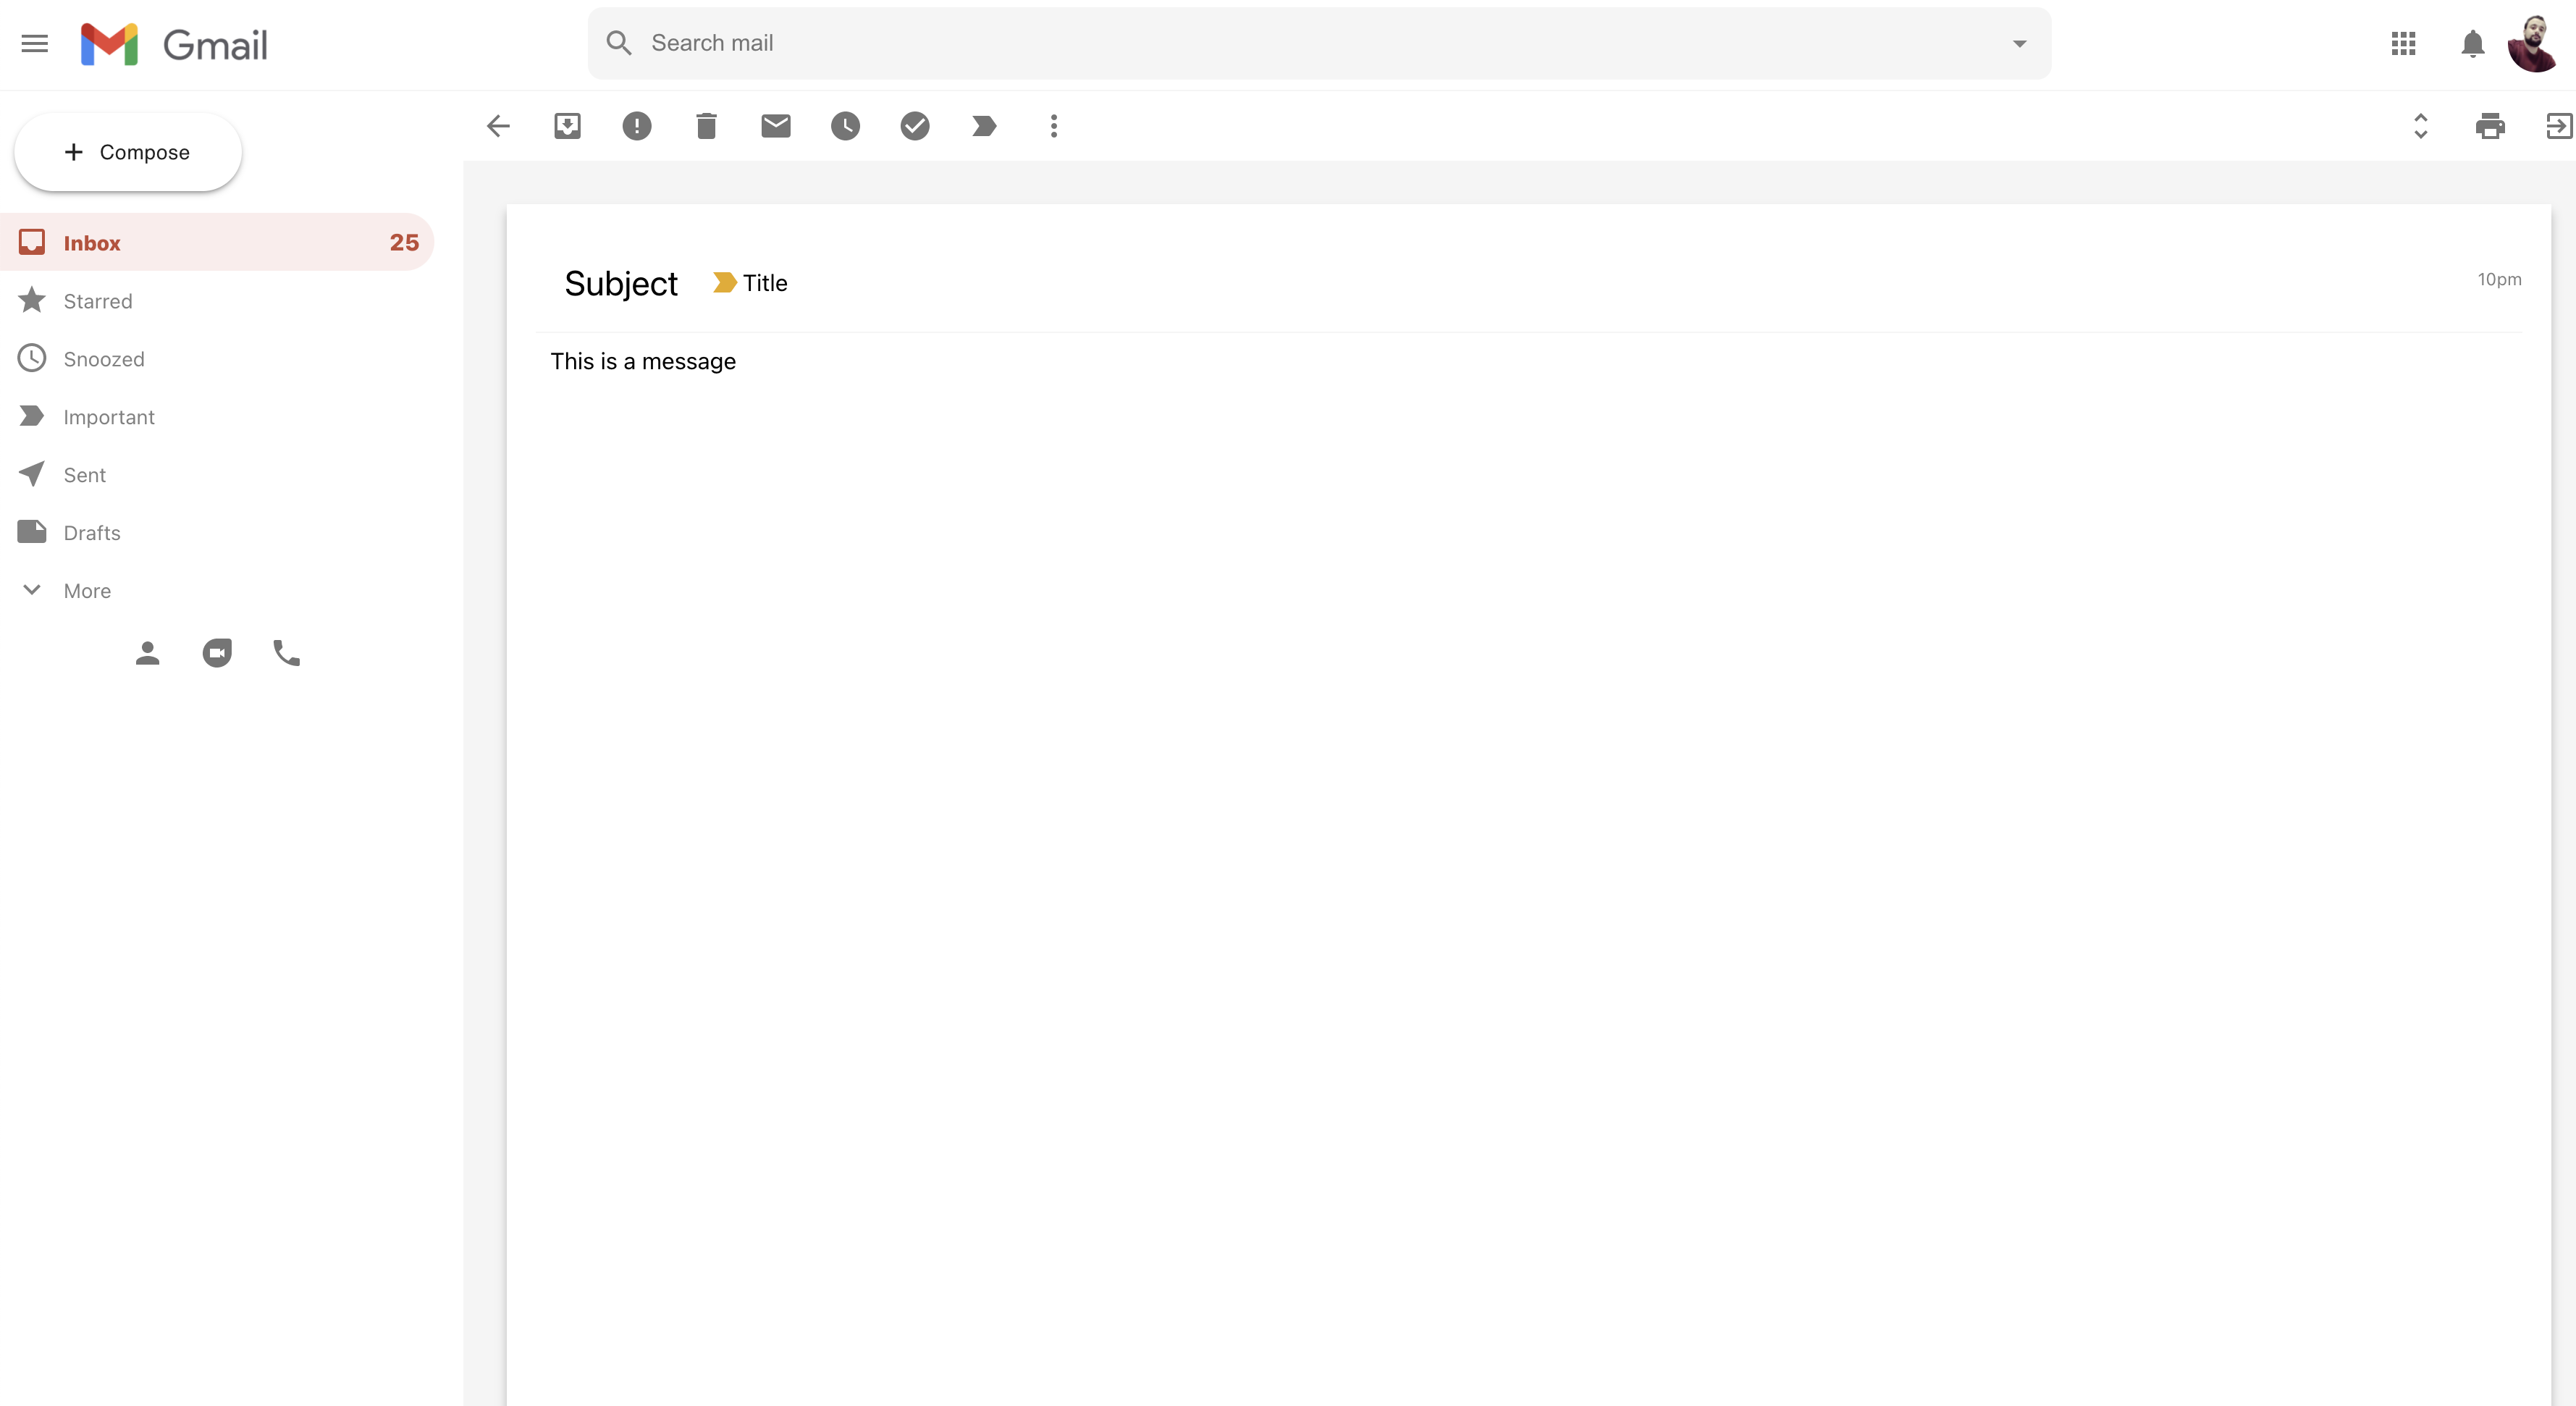 Gmail
Search mail
Compose
Inbox 25
Starred
Snoozed
Important
Sent
Drafts
More
Subject Title 10pm
This is a message